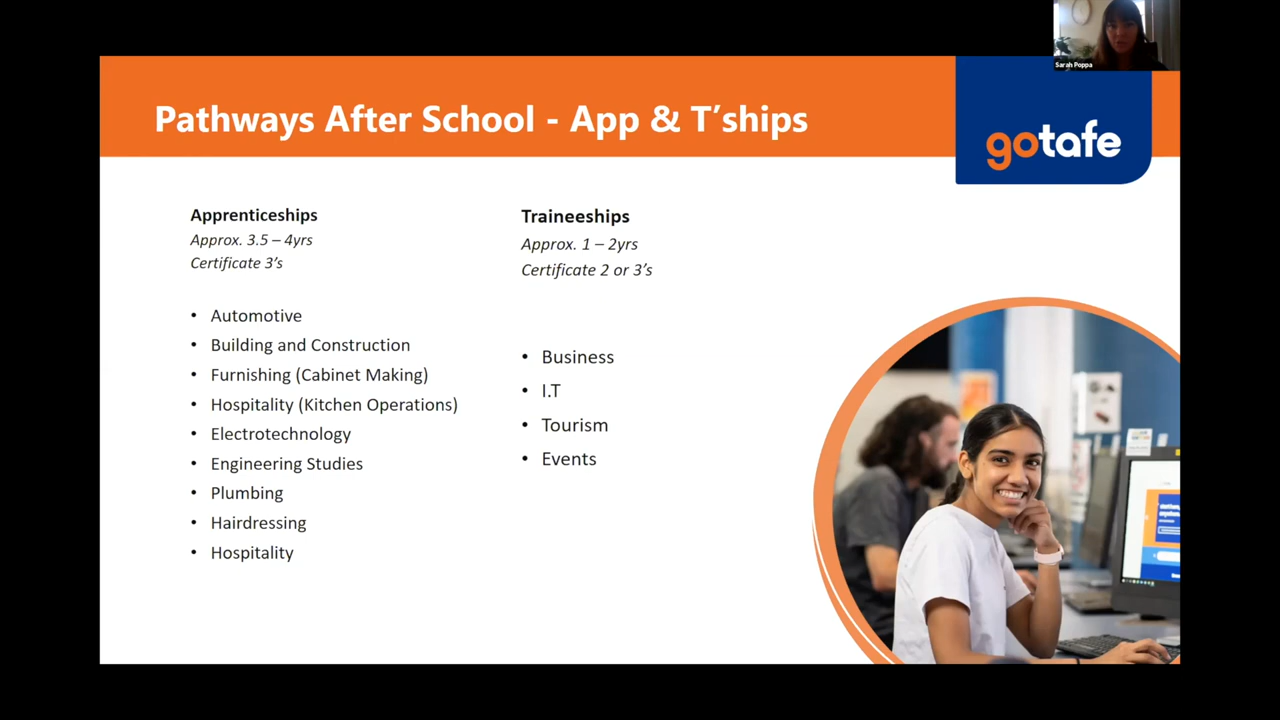 Sarah Poppa
Pathways After School - App & T’ships
gotafe
Apprenticeships
Approx. 3.5 – 4yrs
Certificate 3’s
• Automotive
• Building and Construction
• Furnishing (Cabinet Making)
• Hospitality (Kitchen Operations)
• Electrotechnology
• Engineering Studies
• Plumbing
• Hairdressing
• Hospitality
Traineeships
Approx. 1 – 2yrs
Certificate 2 or 3’s
• Business
• I.T
• Tourism
• Events